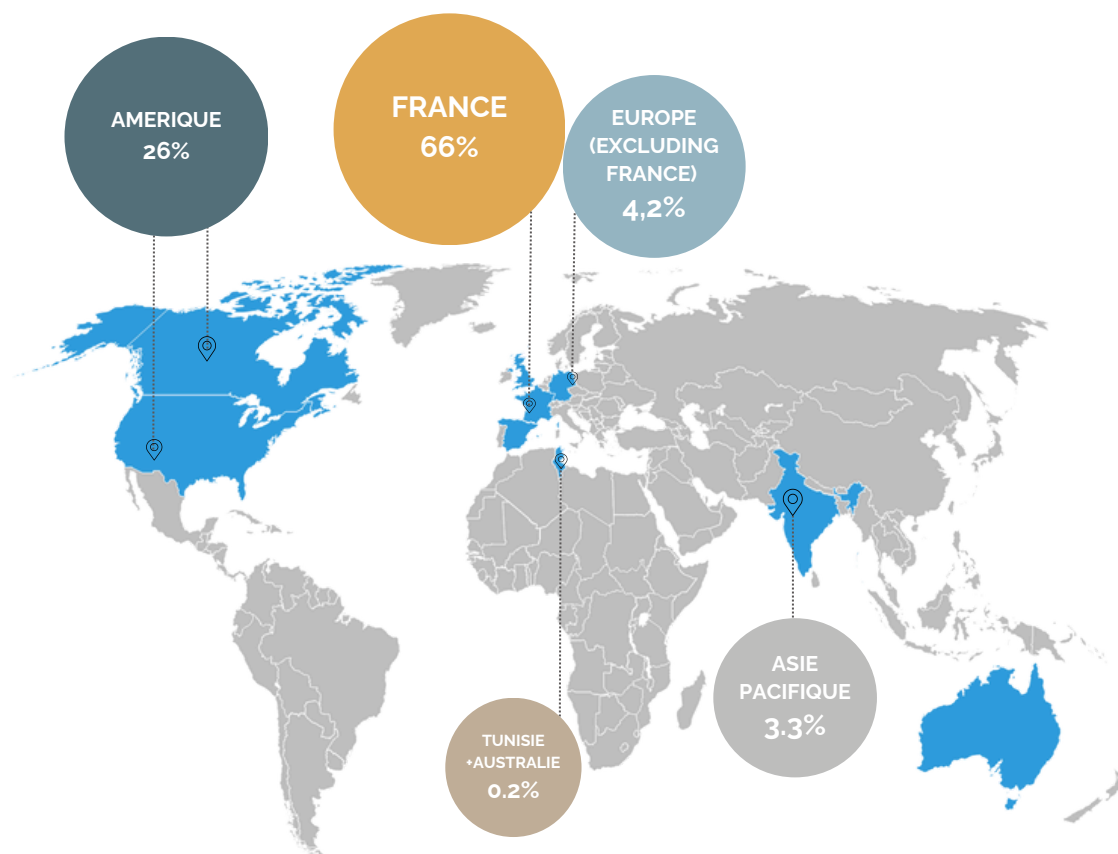 AMERIQUE
26%
FRANCE
66%
EUROPE
(EXCLUDING
FRANCE)
4,2%
ASIE
PACIFIQUE
3.3%
TUNISIE
+AUSTRALIE
0.2%